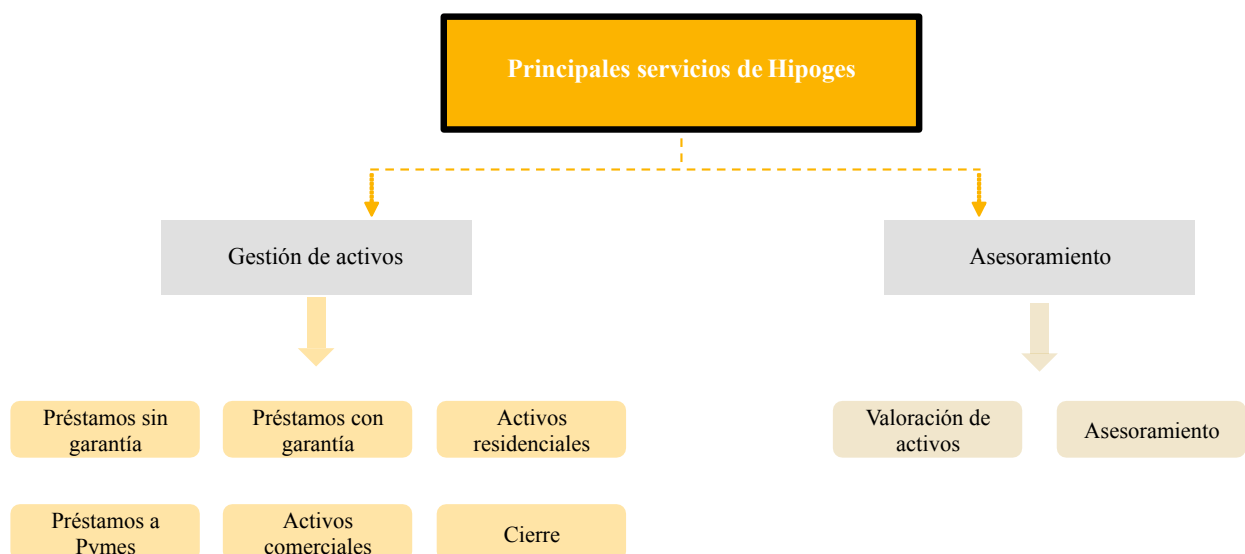 Principales servicios de Hipoges
Gestión de activos
Asesoramiento
Préstamos sin
garantía
Préstamos con
garantía
Activos
residenciales
Valoración de
activos
Asesoramiento
Préstamos a
Pymes
Activos
comerciales
Cierre